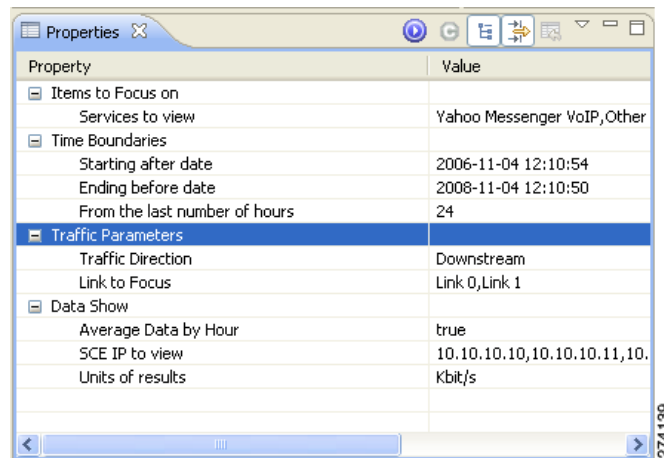 Properties
Property Value
Items to Focus on
Services to view Yahoo Messenger VoIP,Other
Time Boundaries
Starting after date 2006-11-04 12:10:54
Ending before date 2008-11-04 12:10:50
From the last number of hours 24
Traffic Parameters
Traffic Direction Downstream
Link to Focus Link 0,Link 1
Data Show
Average Data by Hour true
SCE IP to view 10.10.10.10,10.10.10.11,10.
Units of results Kbit/s
274139